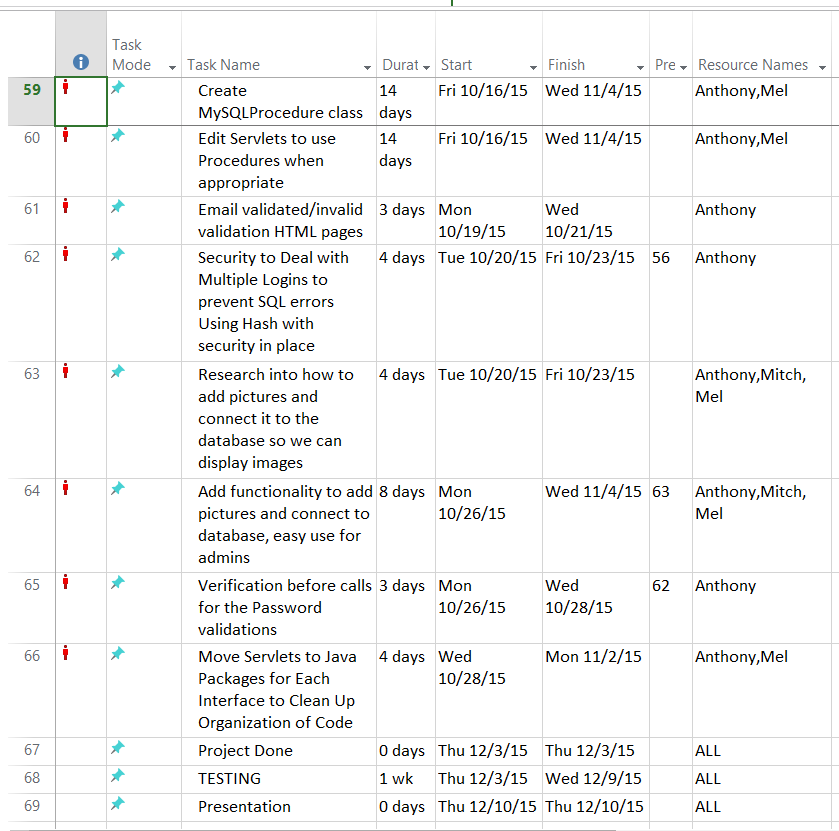 Task
Mode Task Name Durat Start Finish Pre Resource Names
59 Create 14 Fri 10/16/15 Wed 11/4/15 Anthony,Mel
MySQLProcedure class days
60 Edit Servlets to use 14 Fri 10/16/15 Wed 11/4/15 Anthony,Mel
Procedures when days
appropriate
61 Email validated/invalid 3 days Mon Wed Anthony
validation HTML pages 10/19/15 10/21/15
62 Security to Deal with 4 days Tue 10/20/15 Fri 10/23/15 56 Anthony
Multiple Logins to
prevent SQL errors
Using Hash with
security in place
63 Research into how to 4 days Tue 10/20/15 Fri 10/23/15 Anthony,Mitch,
add pictures and Mel
connect it to the
database so we can
display images
64 Add functionality to add 8 days Mon Wed 11/4/15 63 Anthony,Mitch,
pictures and connect to 10/26/15 Mel
database, easy use for
admins
65 Verification before calls 3 days Mon Wed 62 Anthony
for the Password 10/26/15 10/28/15
validations
66 Move Servlets to Java 4 days Wed Mon 11/2/15 Anthony,Mel
Packages for Each 10/28/15
Interface to Clean Up
Organization of Code
67 Project Done 0 days Thu 12/3/15 Thu 12/3/15 ALL
68 TESTING 1 wk Thu 12/3/15 Wed 12/9/15 ALL
69 Presentation 0 days Thu 12/10/15 Thu 12/10/15 ALL